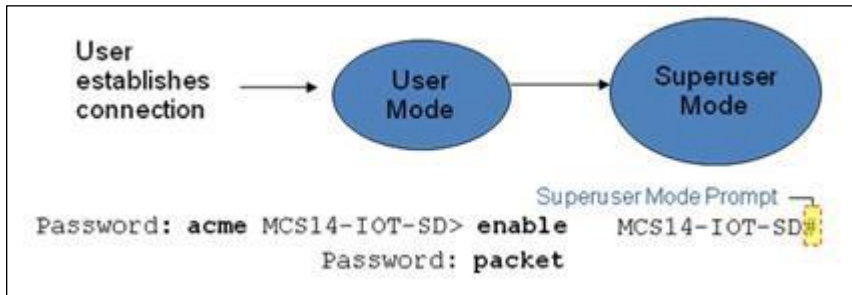 User
establishes
connection
User
Mode
Superuser
Mode
Superuser Mode Prompt
Password: acme MCS14-IOT-SD> enable MCS14-IOT-SD#
Password: packet